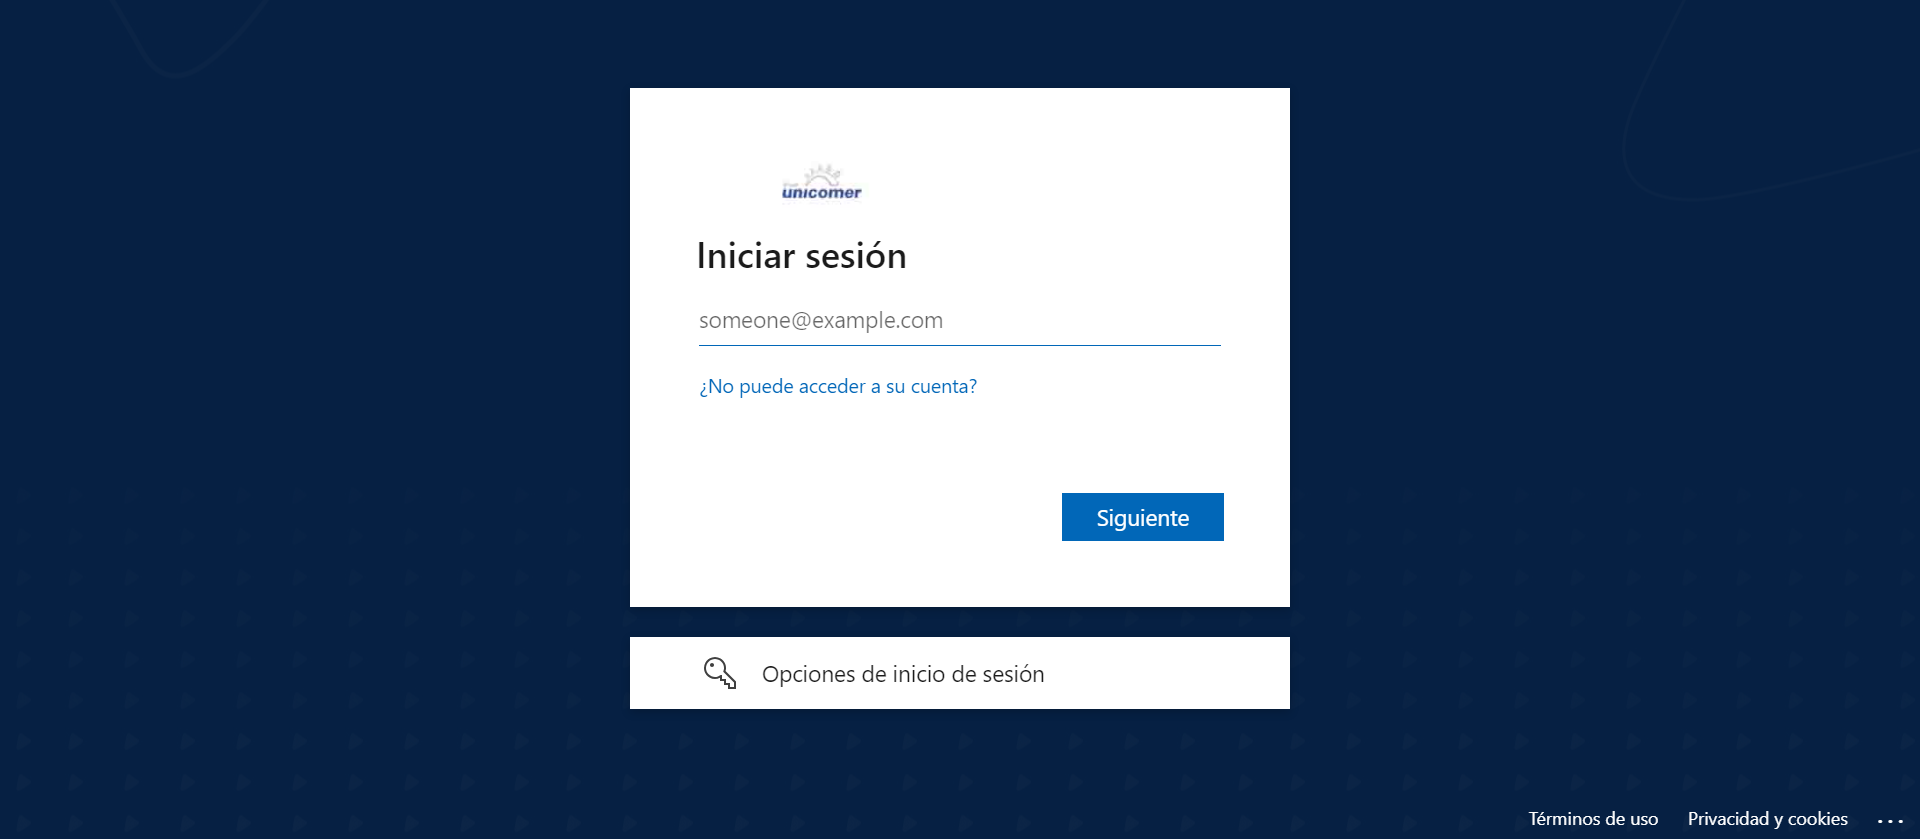 unicomer
Iniciar sesión
someone@example.com
¿No puede acceder a su cuenta?
Siguiente
Opciones de inicio de sesión
Términos de uso Privacidad y cookies ...